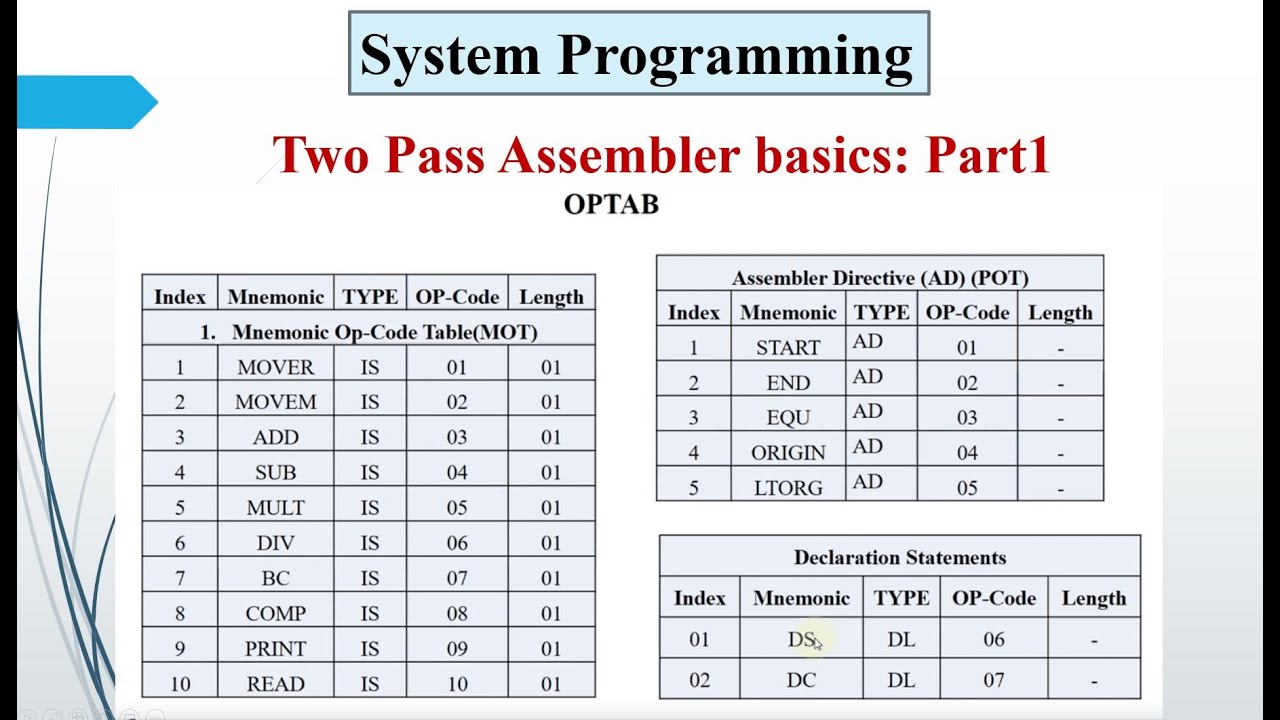 System Programming
Two Pass Assembler basics: Part1
OPTAB
Index Mnemonic TYPE OP-Code Length
1. Mnemonic Op-Code Table(MOT)
1 MOVER IS 01 01
2 MOVEM IS 02 01
3 ADD IS 03 01
4 SUB IS 04 01
5 MULT IS 05 01
6 DIV IS 06 01
7 BC IS 07 01
8 COMP IS 08 01
9 PRINT IS 09 01
10 READ IS 10 01
Assembler Directive (AD) (POT)
Index Mnemonic TYPE OP-Code Length
1 START AD 01 -
2 END AD 02 -
3 EQU AD 03 -
4 ORIGIN AD 04 -
5 LTORG AD 05 -
Declaration Statements
Index Mnemonic TYPE OP-Code Length
01 DS DL 06 -
02 DC DL 07 -